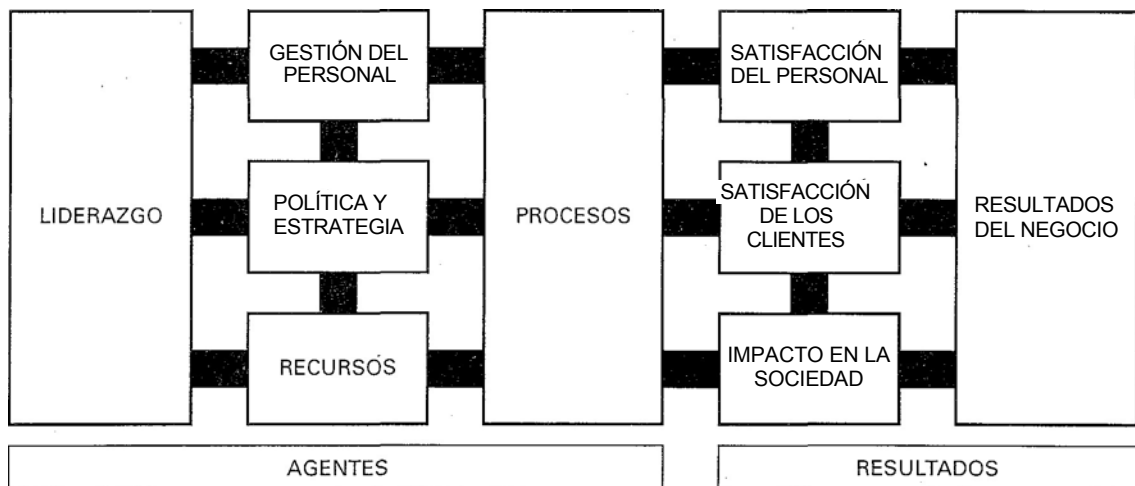 LIDERAZGO
GESTIÓN DEL
PERSONAL
POLÍTICA Y
ESTRATEGIA
RECURSOS
PROCESOS
SATISFACCIÓN
DEL PERSONAL
SATISFACCIÓN
DE LOS
CLIENTES
IMPACTO EN LA
SOCIEDAD
RESULTADOS
DEL NEGOCIO
AGENTES
RESULTADOS